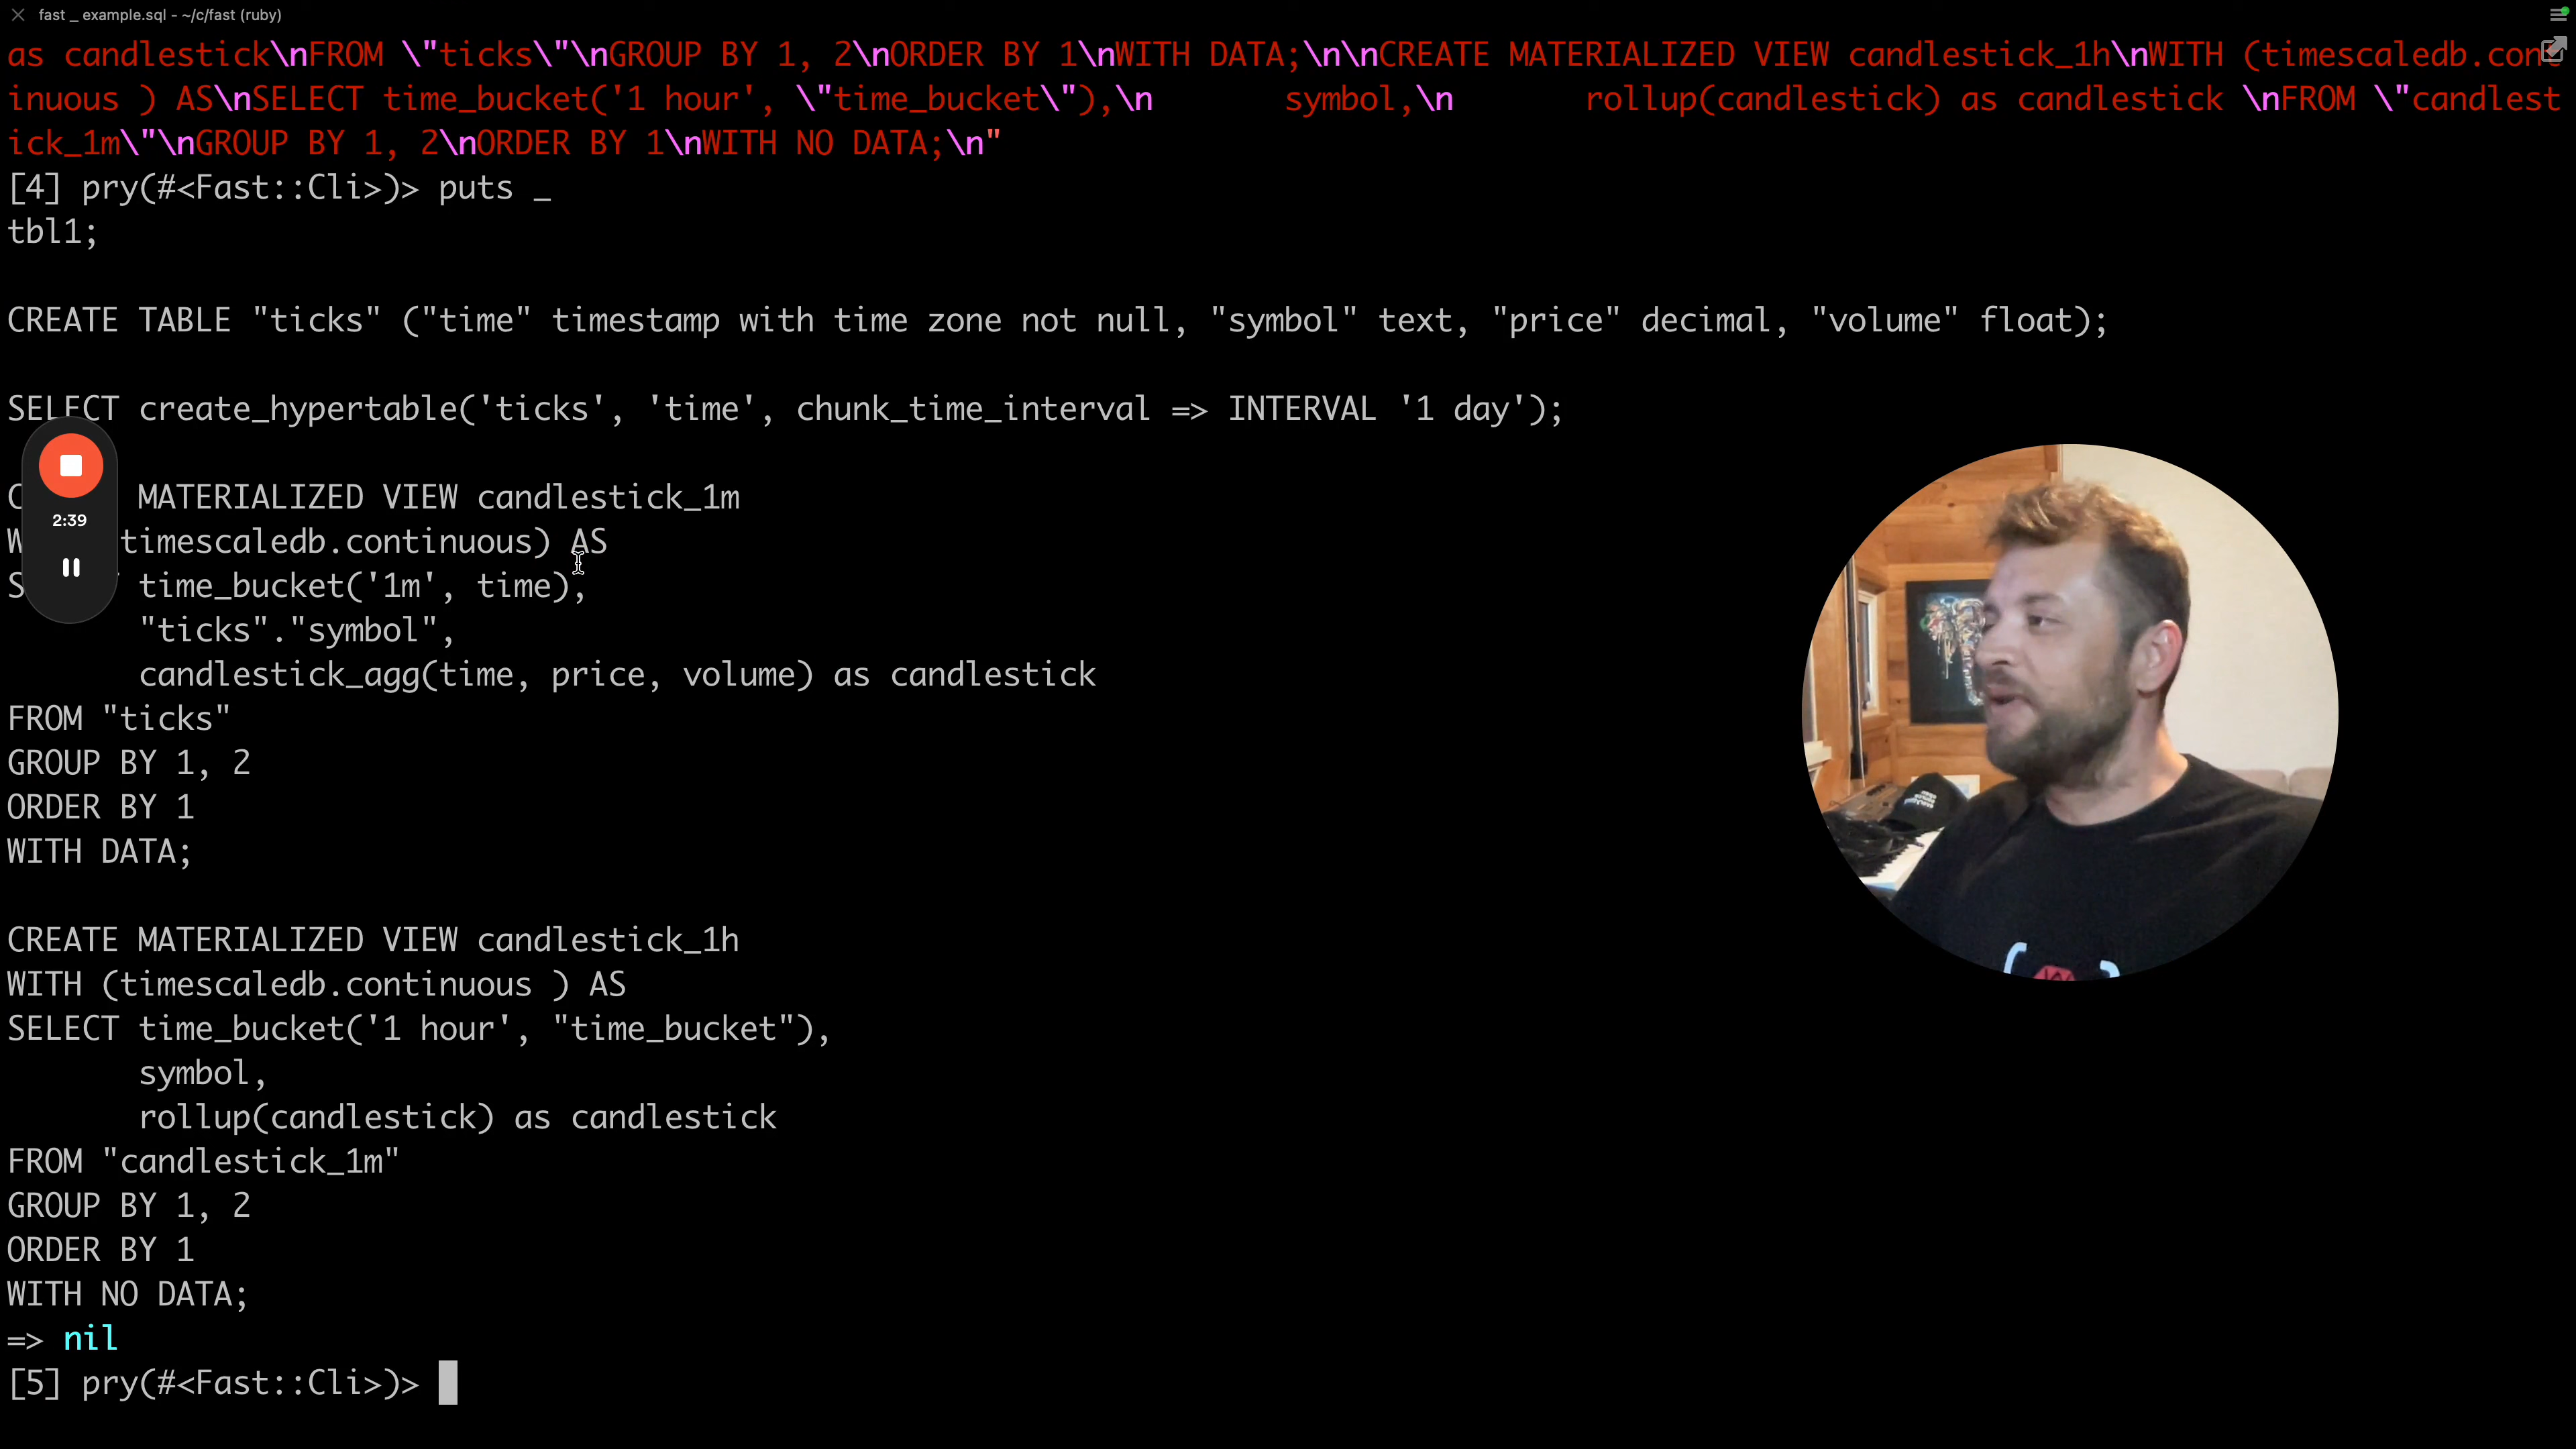 fast _ example.sql - ~/c/fast (ruby)
as candlestick\nFROM \"ticks\"\nGROUP BY 1, 2\nORDER BY 1\nWITH DATA;\n\nCREATE MATERIALIZED VIEW candlestick_1h\nWITH (timescaledb.cont
inuous ) AS\nSELECT time_bucket('1 hour', \"time_bucket\"),\n       symbol,\n       rollup(candlestick) as candlestick \nFROM \"candlest
ick_1m\"\nGROUP BY 1, 2\nORDER BY 1\nWITH NO DATA;\n"
[4] pry(#<Fast::Cli>)> puts _
tbl1;
CREATE TABLE "ticks" ("time" timestamp with time zone not null, "symbol" text, "price" decimal, "volume" float);
SELECT create_hypertable('ticks', 'time', chunk_time_interval => INTERVAL '1 day');
MATERIALIZED VIEW candlestick_1m
timescaledb.continuous) AS
time_bucket('1m', time),
"ticks"."symbol",
candlestick_agg(time, price, volume) as candlestick
FROM "ticks"
GROUP BY 1, 2
ORDER BY 1
WITH DATA;
2:39
CREATE MATERIALIZED VIEW candlestick_1h
WITH (timescaledb.continuous ) AS
SELECT time_bucket('1 hour', "time_bucket"),
symbol,
rollup(candlestick) as candlestick
FROM "candlestick_1m"
GROUP BY 1, 2
ORDER BY 1
WITH NO DATA;
=> nil
[5] pry(#<Fast::Cli>)>